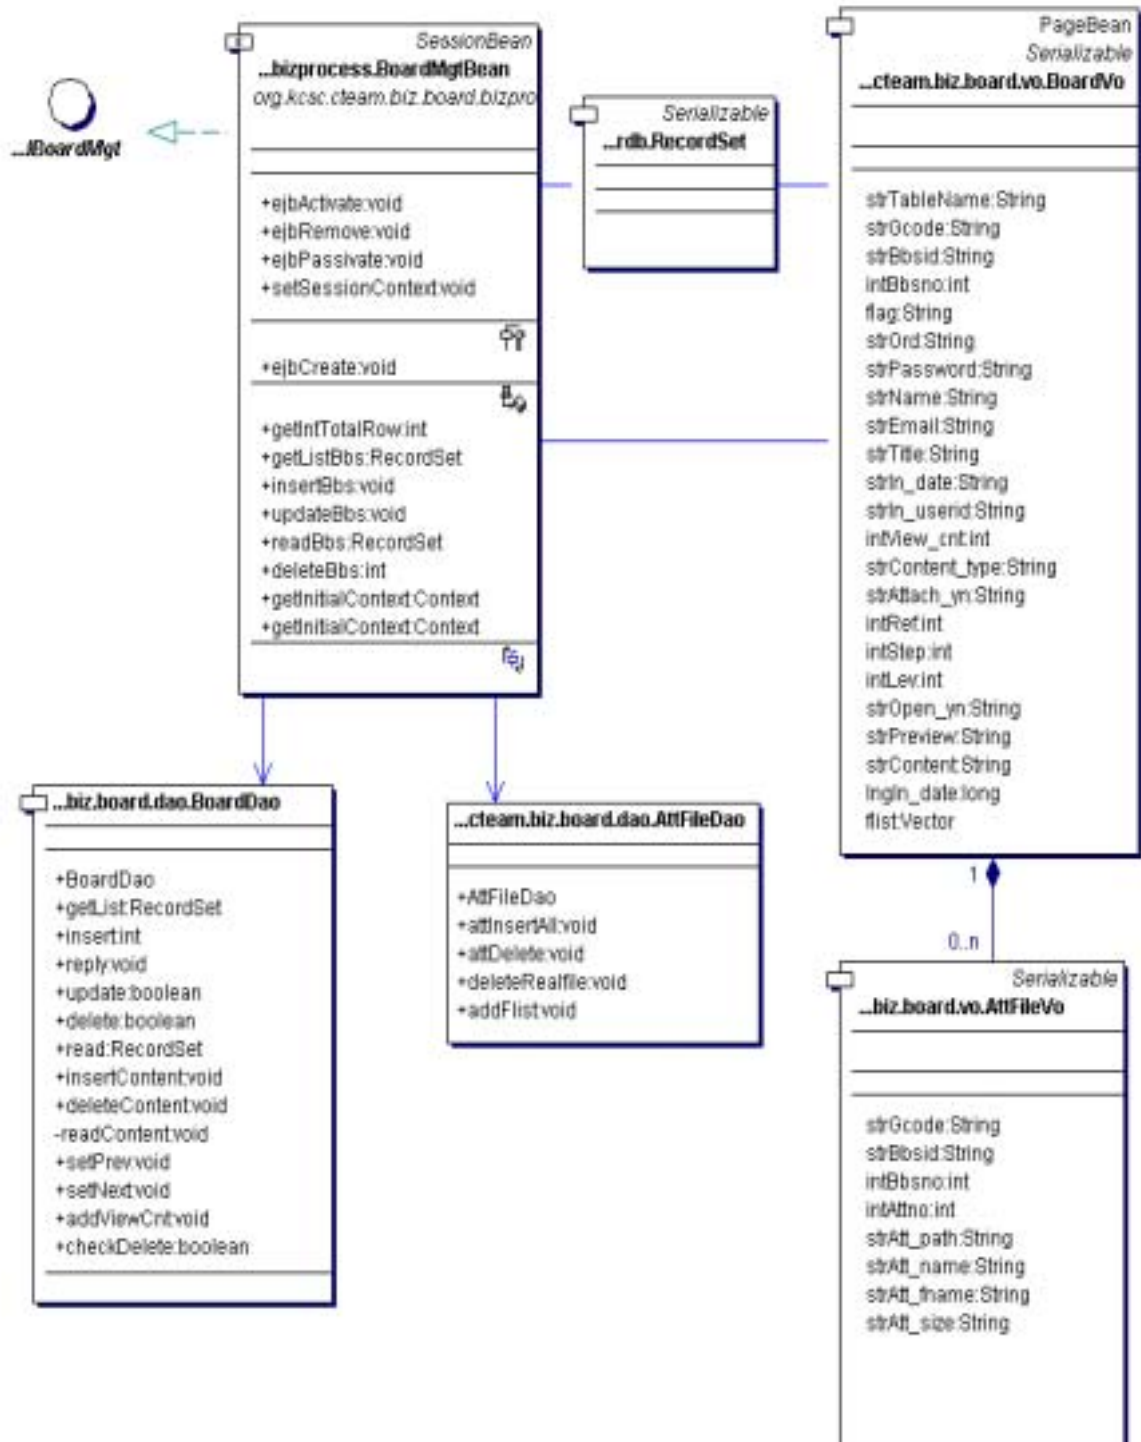 ...IBoardMgt
SessionBean
...bizprocess.BoardMgtBean
org.kcsc.cteam.biz.board.bizpro
+ejbActivate:void
+ejbRemove:void
+ejbPassivate:void
+setSessionContext:void
+ejbCreate:void
+getIntTotalRow:int
+getListBbs:RecordSet
+insertBbs:void
+updateBbs:void
+readBbs:RecordSet
+deleteBbs:int
+getInitialContext:Context
+getInitialContext:Context
Serializable
...rdb.RecordSet
PageBean
Serializable
...cteam.biz.board.vo.BoardVo
strTableName:String
strGcode:String
strBbsid:String
intBbsno:int
flag:String
strOrd:String
strPassword:String
strName:String
strEmail:String
strTitle:String
strIn_date:String
strIn_userid:String
intView_cnt:int
strContent_type:String
strAttach_yn:String
intRef:int
intStep:int
intLev:int
strOpen_yn:String
strPreview:String
strContent:String
lngIn_date:long
flist:Vector
...biz.board.dao.BoardDao
+BoardDao
+getList:RecordSet
+insert:int
+reply:void
+update:boolean
+delete:boolean
+read:RecordSet
+insertContent:void
+deleteContent:void
-readContent:void
+setPrev:void
+setNext:void
+addViewCnt:void
+checkDelete:boolean
...cteam.biz.board.dao.AttFileDao
+AttFileDao
+attInsertAll:void
+attDelete:void
+deleteRealfile:void
+addFlist:void
1
0..n
Serializable
...biz.board.vo.AttFileVo
strGcode:String
strBbsid:String
intBbsno:int
intAttno:int
strAtt_path:String
strAtt_name:String
strAtt_fname:String
strAtt_size:String